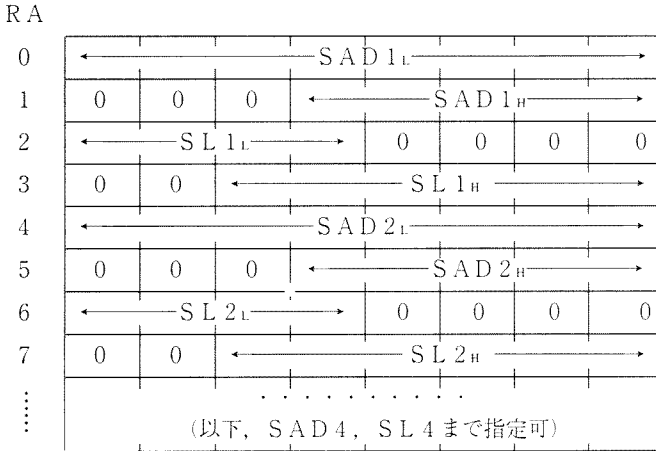 RA
0 SAD1L
1 0 0 0 SAD1H
2 SL1L 0 0 0 0
3 0 0 SL1H
4 SAD2L
5 0 0 0 SAD2H
6 SL2L 0 0 0 0
7 0 0 SL2H
⋮ ・・・・・・・・・・
(以下, SAD4, SL4まで指定可)